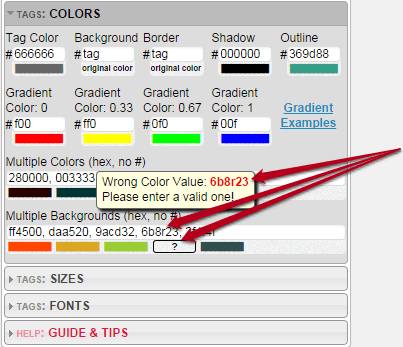 TAGS: COLORS
Tag Color Background Border Shadow Outline
# 666666 # tag # tag # 000000 # 369d88
original color original color
Gradient Gradient Gradient Gradient Gradient
Color: 0 Color: 0.33 Color: 0.67 Color: 1 Examples
# f00 # ff0 # 0f0 # 00f
Multiple Colors (hex, no #)
280000, 003333
Wrong Color Value: 6b8r23
Please enter a valid one!
Multiple Backgrounds (hex, no #)
ff4500, daa520, 9acd32, 6b8r23,
?
TAGS: SIZES
TAGS: FONTS
HELP: GUIDE & TIPS